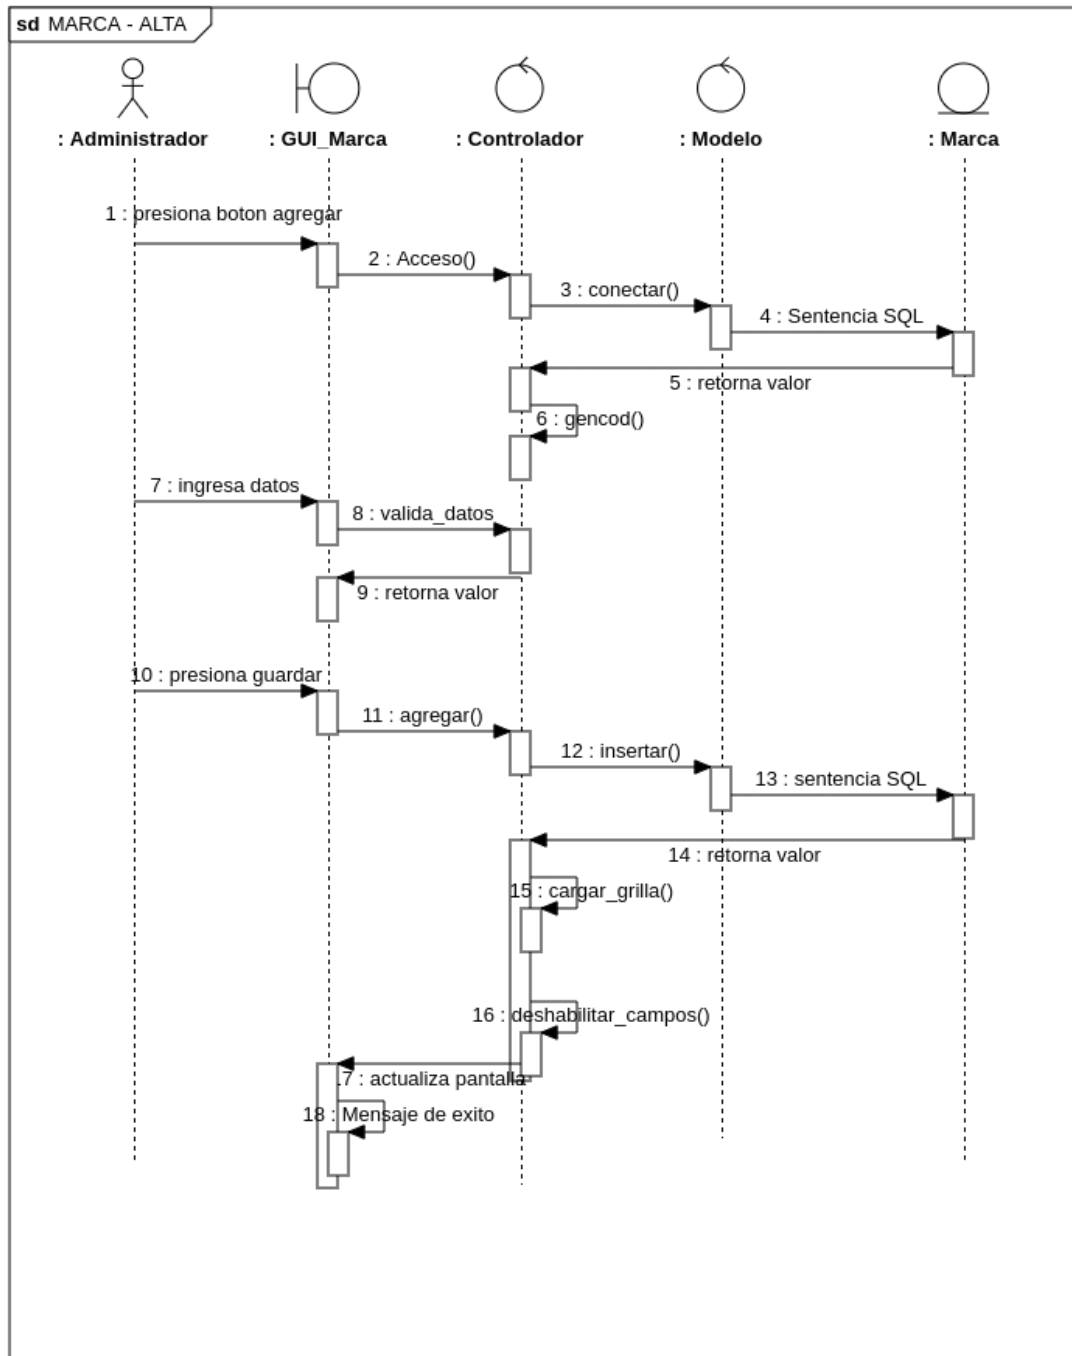 sd MARCA - ALTA
: Administrador
: GUI_Marca
: Controlador
: Modelo
: Marca
1 : presiona boton agregar
2 : Acceso()
3 : conectar()
4 : Sentencia SQL
5 : retorna valor
6 : gencod()
7 : ingresa datos
8 : valida_datos
9 : retorna valor
10 : presiona guardar
11 : agregar()
12 : insertar()
13 : sentencia SQL
14 : retorna valor
15 : cargar_grilla()
16 : deshabilitar_campos()
17 : actualiza pantalla
18 : Mensaje de exito